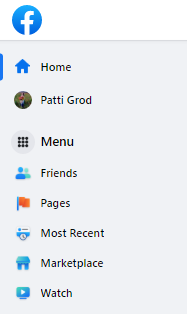 Home
Patti Grod
Menu
Friends
Pages
Most Recent
Marketplace
Watch